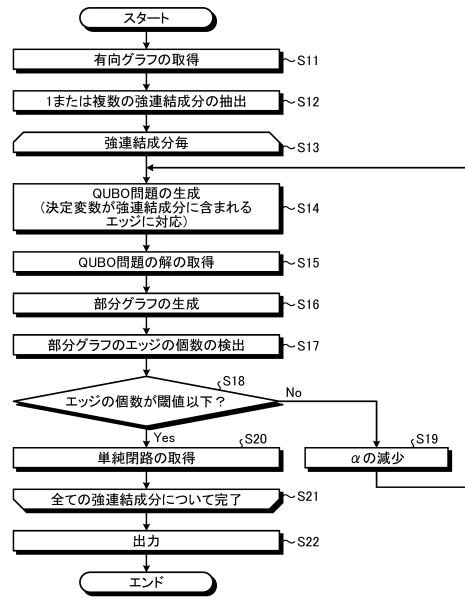 スタート
有向グラフの取得
S11
1または複数の強連結成分の抽出
S12
強連結成分毎
S13
QUBO問題の生成
(決定変数が強連結成分に含まれる
エッジに対応)
S14
QUBO問題の解の取得
S15
部分グラフの生成
S16
部分グラフのエッジの個数の検出
S17
S18
エッジの個数が閾値以下?
No
Yes
S20
S19
単純閉路の取得
αの減少
全ての強連結成分について完了
S21
出力
S22
エンド